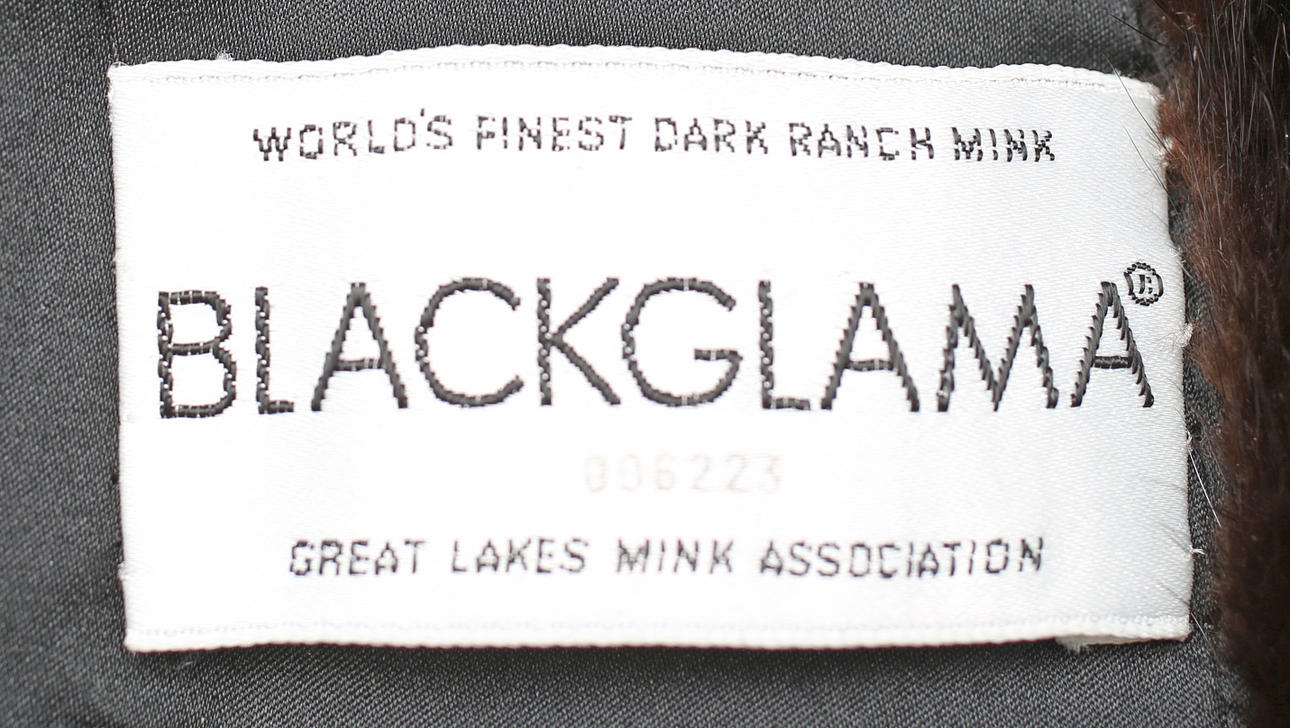 WORLD'S FINEST DARK RANCH MINK
BLACKGLAMA®
006223
GREAT LAKES MINK ASSOCIATION